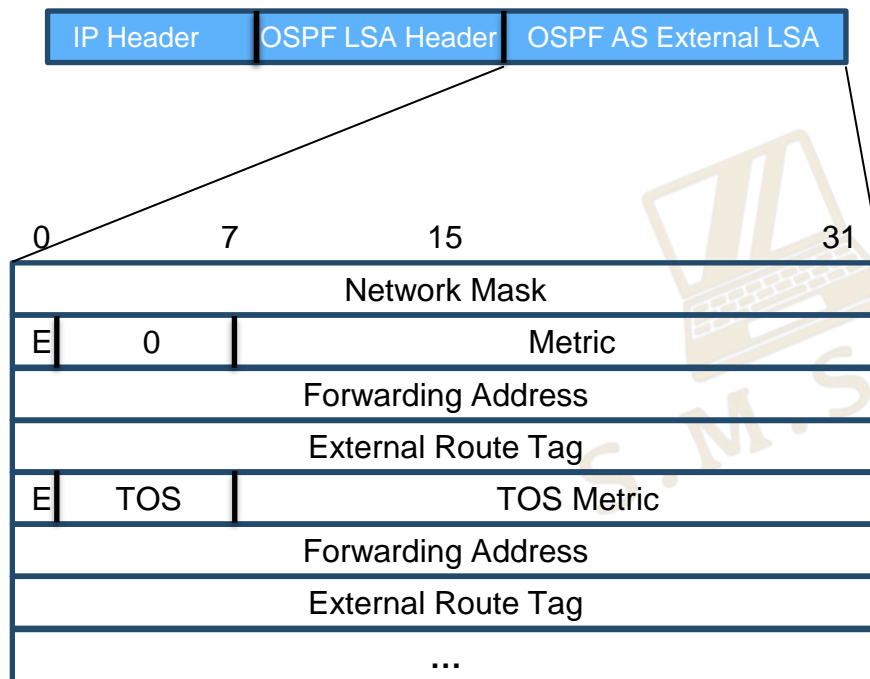 IP Header OSPF LSA Header OSPF AS External LSA
0 7 15 31
Network Mask
E 0 Metric
Forwarding Address
External Route Tag
E TOS TOS Metric
Forwarding Address
External Route Tag
...
S.M.S